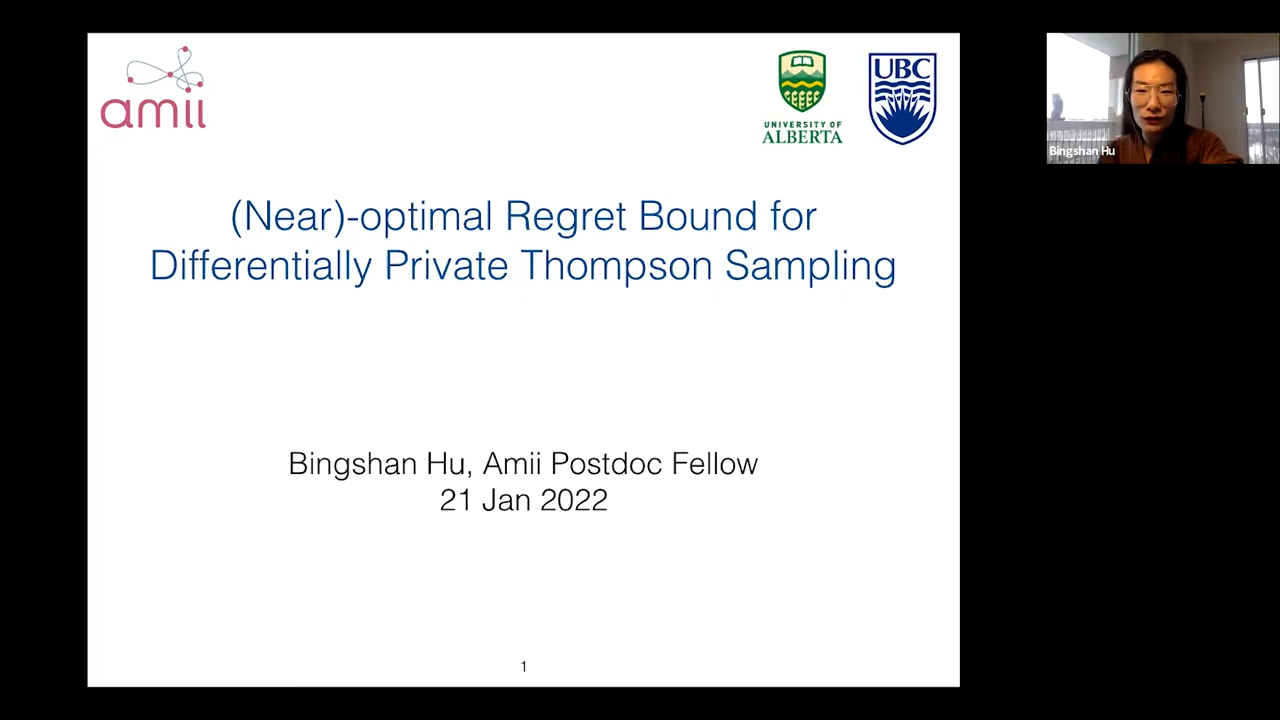 amii
UNIVERSITY OF
ALBERTA
UBC
Bingshan Hu
(Near)-optimal Regret Bound for
Differentially Private Thompson Sampling
Bingshan Hu, Amii Postdoc Fellow
21 Jan 2022
1